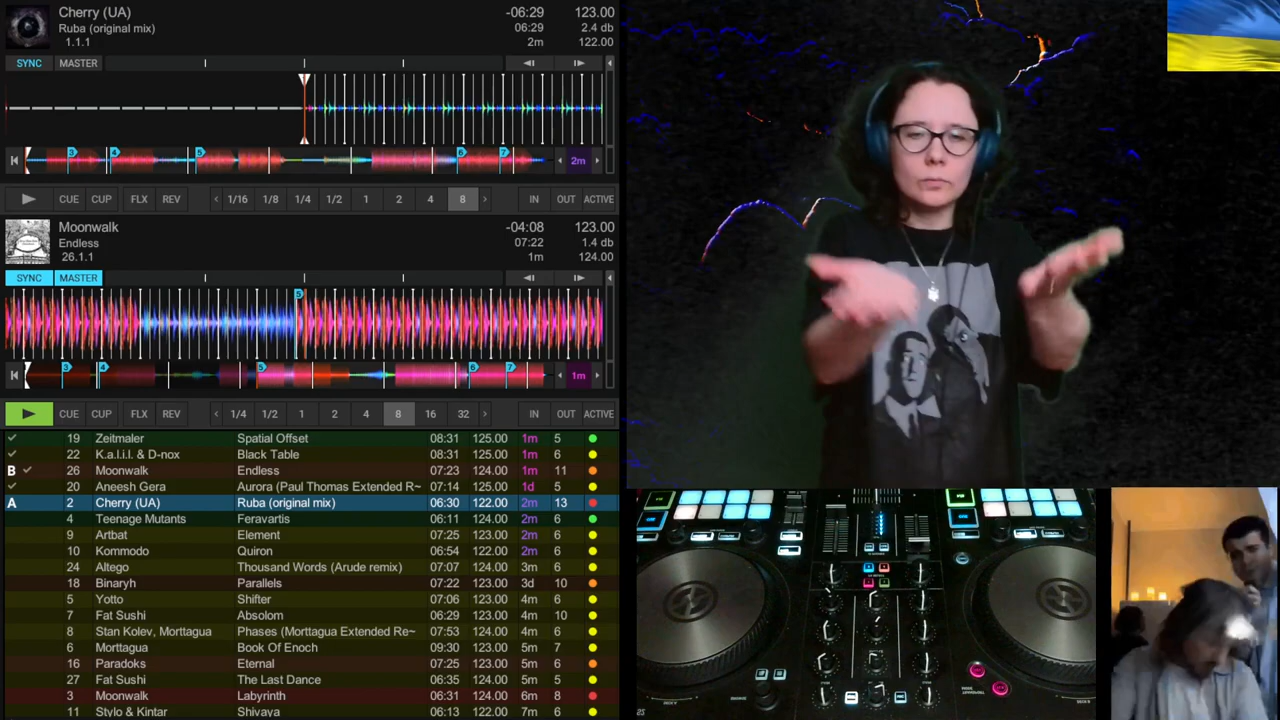 Cherry (UA) -06:29 123.00
Ruba (original mix) 06:29 2.4 db
1.1.1 2m 122.00
SYNC MASTER
3 4 5 6 7 2m
CUE CUP FLX REV 1/16 1/8 1/4 1/2 1 2 4 8 IN OUT ACTIVE
Moonwalk -04:08 123.00
Endless 07:22 1.4 db
26.1.1 1m 124.00
SYNC MASTER
5
3 4 5 6 7 1m
CUE CUP FLX REV 1/4 1/2 1 2 4 8 16 32 IN OUT ACTIVE
19 Zeitmaler Spatial Offset 08:31 125.00 1m 5
22 K.a.l.i.l. & D-nox Black Table 08:31 125.00 1m 6
B 26 Moonwalk Endless 07:23 124.00 1m 11
20 Aneesh Gera Aurora (Paul Thomas Extended R~ 07:14 125.00 1d 5
A 2 Cherry (UA) Ruba (original mix) 06:30 122.00 2m 13
4 Teenage Mutants Feravartis 06:11 124.00 2m 6
9 Artbat Element 07:25 123.00 2m 6
10 Kommodo Quiron 06:54 122.00 2m 6
24 Altego Thousand Words (Arude remix) 07:07 124.00 3m 6
18 Binaryh Parallels 07:22 123.00 3d 10
5 Yotto Shifter 07:06 123.00 4m 6
7 Fat Sushi Absolom 06:29 123.00 4m 10
8 Stan Kolev, Morttagua Phases (Morttagua Extended Re~ 07:53 124.00 4m 6
6 Morttagua Book Of Enoch 09:30 123.00 5m 7
16 Paradoks Eternal 07:25 123.00 5m 6
27 Fat Sushi The Last Dance 06:35 124.00 5m 5
3 Moonwalk Labyrinth 06:31 124.00 6m 8
11 Stylo & Kintar Shivaya 06:13 122.00 7m 6